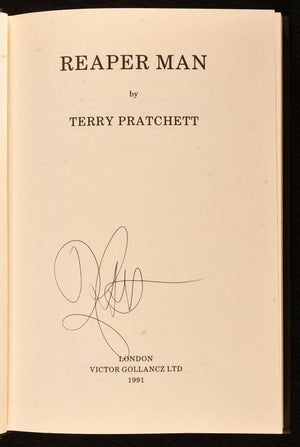 REAPER MAN
by
TERRY PRATCHETT
LONDON
VICTOR GOLLANCZ LTD
1991